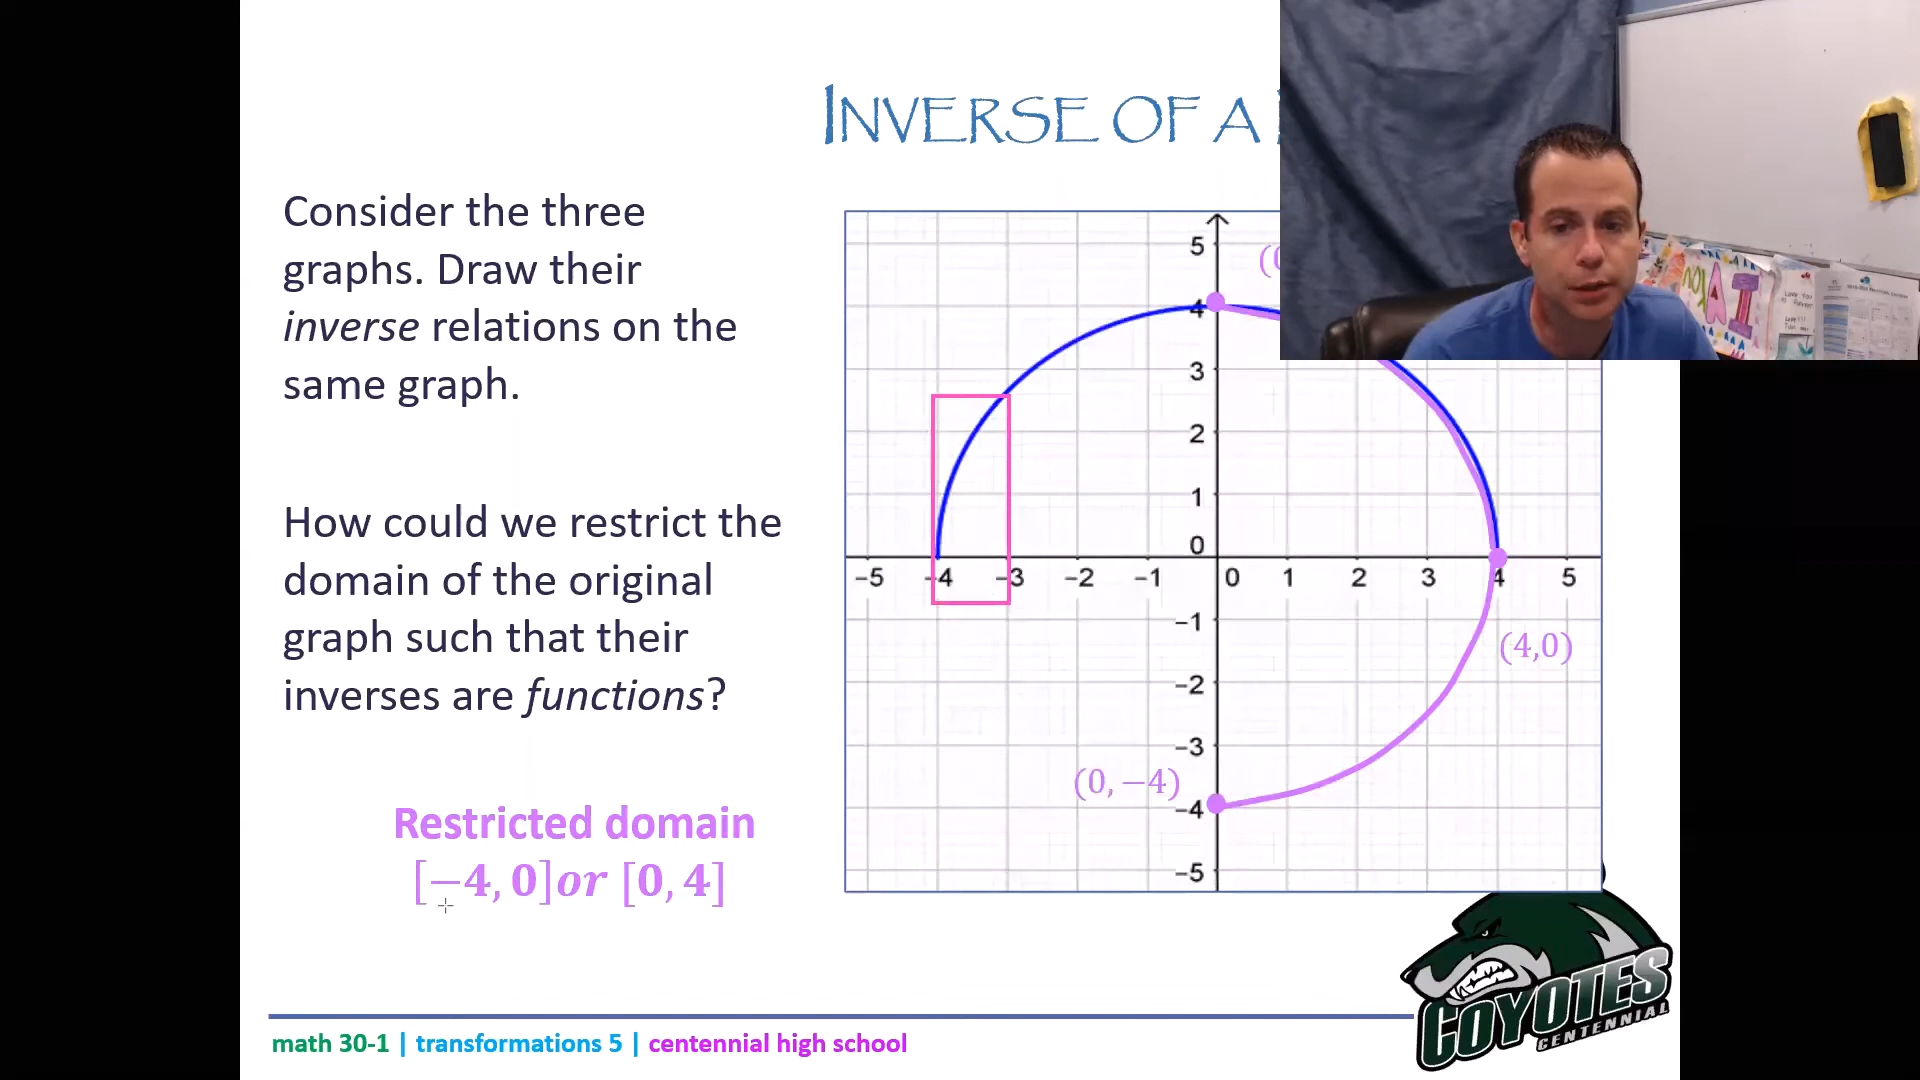 INVERSE OF A
Consider the three
graphs. Draw their
inverse relations on the
same graph.
How could we restrict the
domain of the original
graph such that their
inverses are functions?
Restricted domain
[−4, 0] or [0, 4]
5
4
3
2
1
0
−5 −4 −3 −2 −1 0 1 2 3 4 5
−1
(4,0)
−2
−3
(0, −4)
−4
−5
COYOTES
CENTENNIAL
math 30-1 | transformations 5 | centennial high school